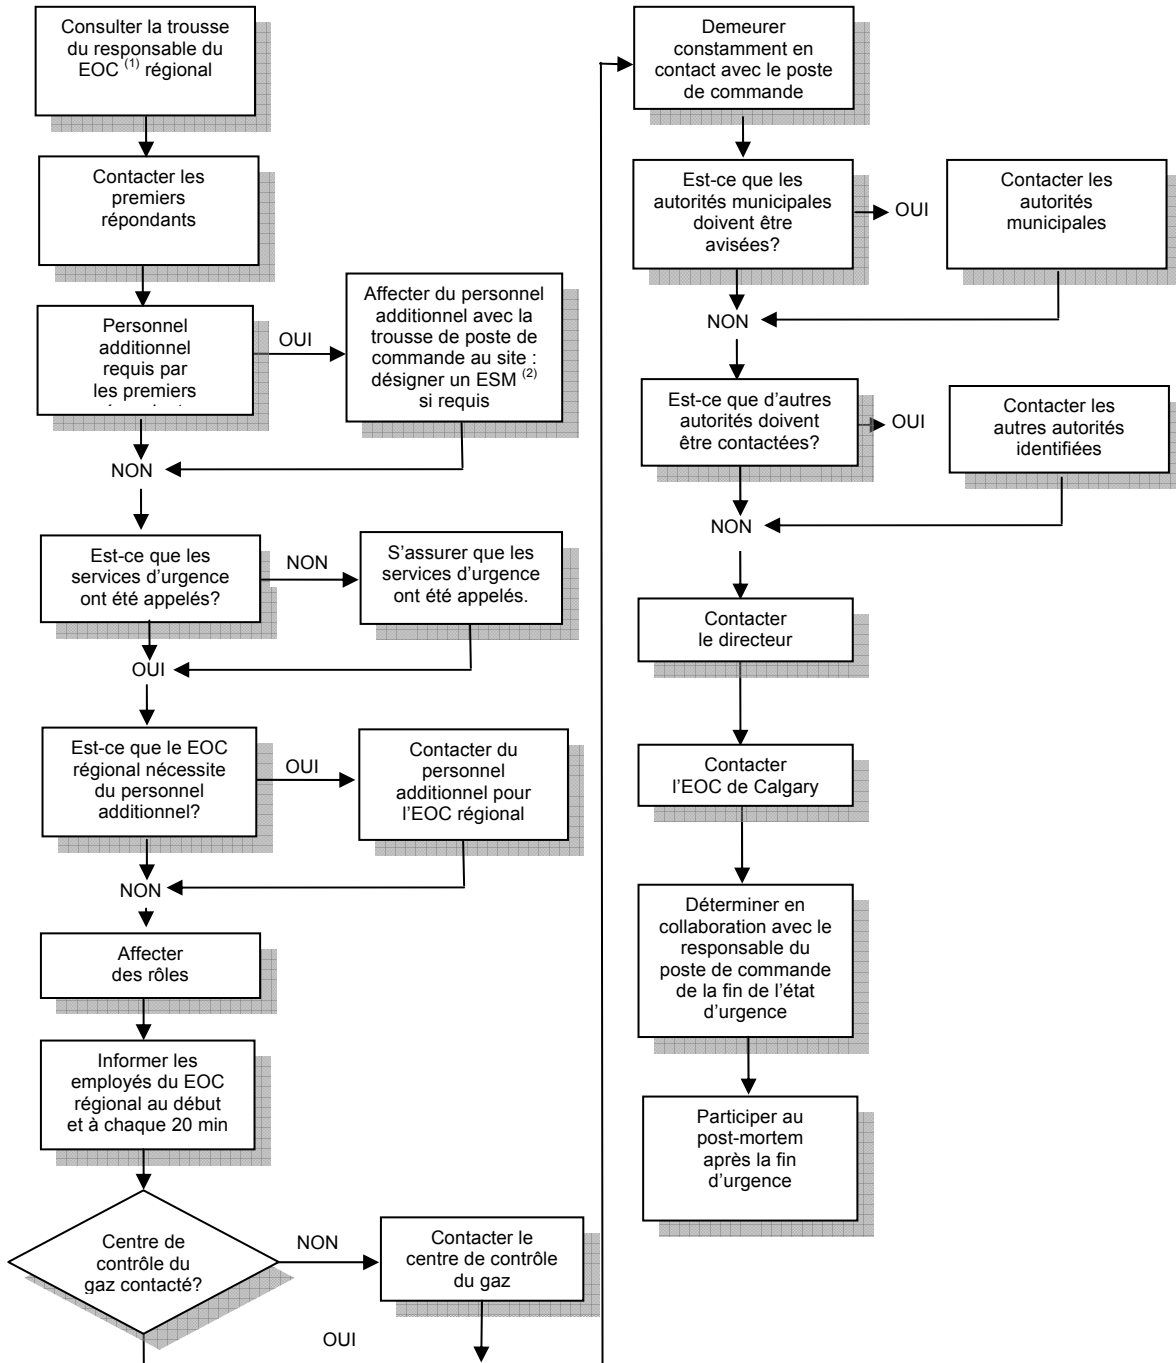 Consulter la trousse
du responsable du
EOC (1) régional
Contacter les
premiers
répondants
Personnel
additionnel
requis par
les premiers
OUI
Affecter du personnel
additionnel avec la
trousse de poste de
commande au site :
désigner un ESM (2)
si requis
NON
Est-ce que les
services d'urgence
ont été appelés?
NON
S'assurer que les
services d'urgence
ont été appelés.
OUI
Est-ce que le EOC
régional nécessite
du personnel
additionnel?
OUI
Contacter du
personnel
additionnel pour
l'EOC régional
NON
Affecter
des rôles
Informer les
employés du EOC
régional au début
et à chaque 20 min
Centre de
contrôle du
gaz contacté?
NON
Contacter le
centre de contrôle
du gaz
OUI
Demeurer
constamment en
contact avec le poste
de commande
Est-ce que les
autorités municipales
doivent être
avisées?
OUI
Contacter les
autorités
municipales
NON
Est-ce que d'autres
autorités doivent
être contactées?
OUI
Contacter les
autres autorités
identifiées
NON
Contacter
le directeur
Contacter
l'EOC de Calgary
Déterminer en
collaboration avec le
responsable du
poste de commande
de la fin de l'état
d'urgence
Participer au
post-mortem
après la fin
d'urgence